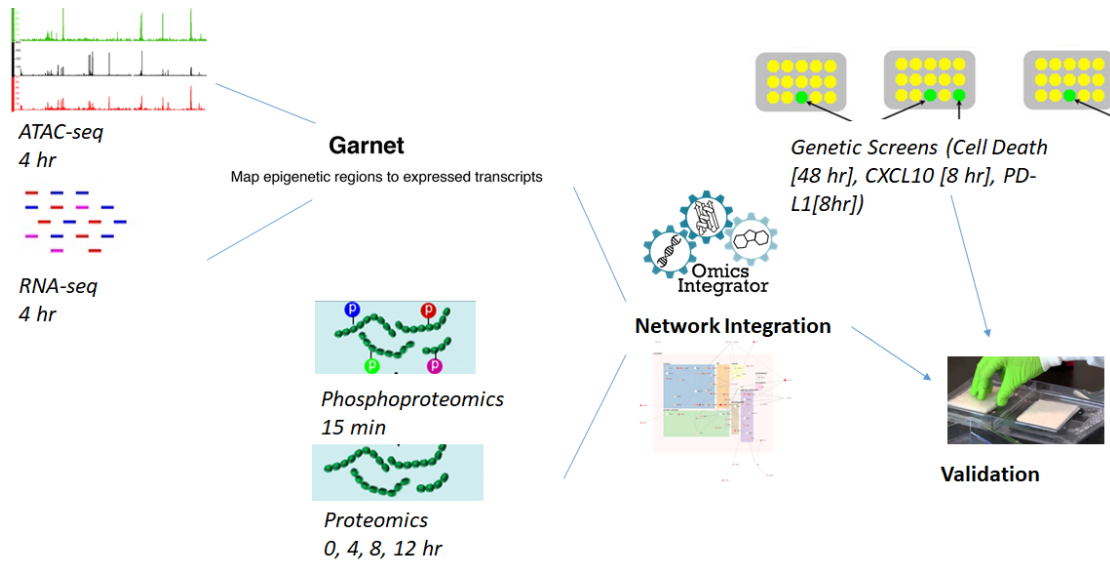 ATAC-seq
4 hr
RNA-seq
4 hr
Garnet
Map epigenetic regions to expressed transcripts
p
p
p
p
Phosphoproteomics
15 min
Proteomics
0, 4, 8, 12 hr
Omics
Integrator
Network Integration
Genetic Screens (Cell Death
[48 hr], CXCL10 [8 hr], PD-
L1[8hr])
Validation